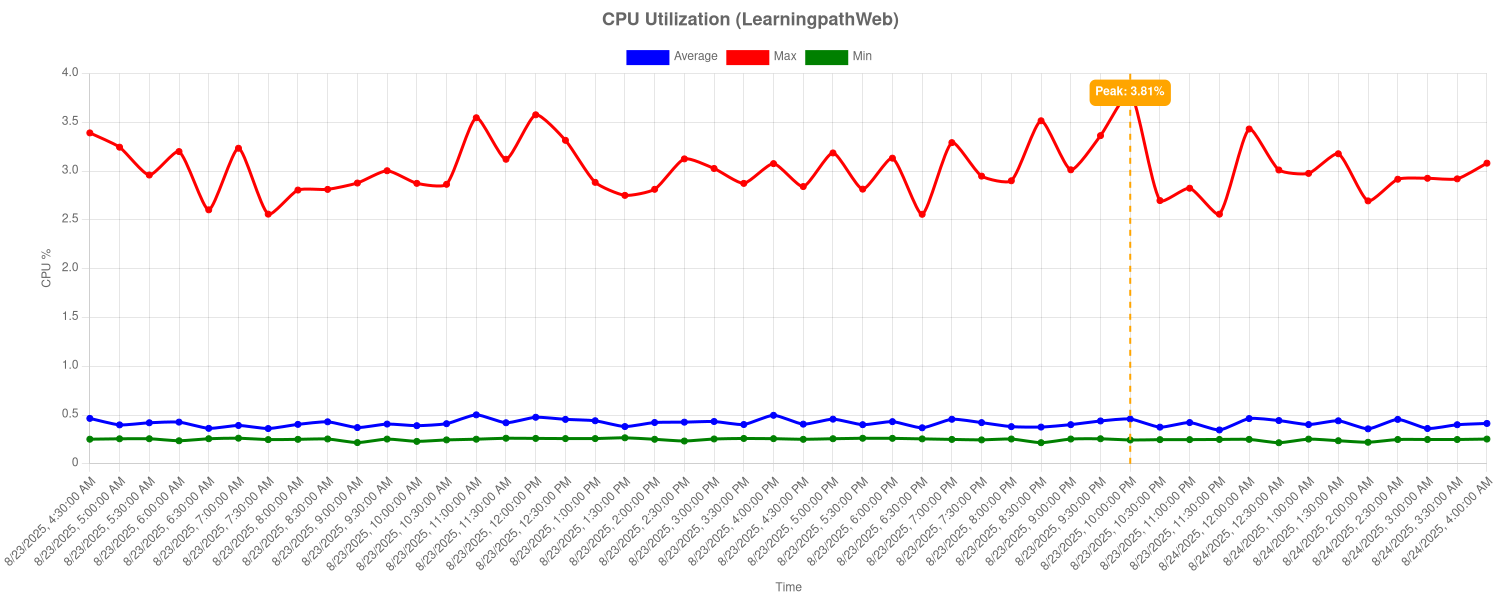 CPU Utilization (LearningpathWeb)
Average Max Min
4.0
Peak: 3.81%
3.5
3.0
2.5
2.0
CPU %
1.5
1.0
0.5
0
8/23/2025, 4:30:00 AM
8/23/2025, 5:00:00 AM
8/23/2025, 5:30:00 AM
8/23/2025, 6:00:00 AM
8/23/2025, 6:30:00 AM
8/23/2025, 7:00:00 AM
8/23/2025, 7:30:00 AM
8/23/2025, 8:00:00 AM
8/23/2025, 8:30:00 AM
8/23/2025, 9:00:00 AM
8/23/2025, 9:30:00 AM
8/23/2025, 10:00:00 AM
8/23/2025, 10:30:00 AM
8/23/2025, 11:00:00 AM
8/23/2025, 11:30:00 AM
8/23/2025, 12:00:00 PM
8/23/2025, 12:30:00 PM
8/23/2025, 1:00:00 PM
8/23/2025, 1:30:00 PM
8/23/2025, 2:00:00 PM
8/23/2025, 2:30:00 PM
8/23/2025, 3:00:00 PM
8/23/2025, 3:30:00 PM
8/23/2025, 4:00:00 PM
8/23/2025, 4:30:00 PM
8/23/2025, 5:00:00 PM
8/23/2025, 5:30:00 PM
8/23/2025, 6:00:00 PM
8/23/2025, 6:30:00 PM
8/23/2025, 7:00:00 PM
8/23/2025, 7:30:00 PM
8/23/2025, 8:00:00 PM
8/23/2025, 8:30:00 PM
8/23/2025, 9:00:00 PM
8/23/2025, 9:30:00 PM
8/23/2025, 10:00:00 PM
8/23/2025, 10:30:00 PM
8/23/2025, 11:00:00 PM
8/23/2025, 11:30:00 PM
8/24/2025, 12:00:00 AM
8/24/2025, 12:30:00 AM
8/24/2025, 1:00:00 AM
8/24/2025, 1:30:00 AM
8/24/2025, 2:00:00 AM
8/24/2025, 2:30:00 AM
8/24/2025, 3:00:00 AM
8/24/2025, 3:30:00 AM
8/24/2025, 4:00:00 AM
Time